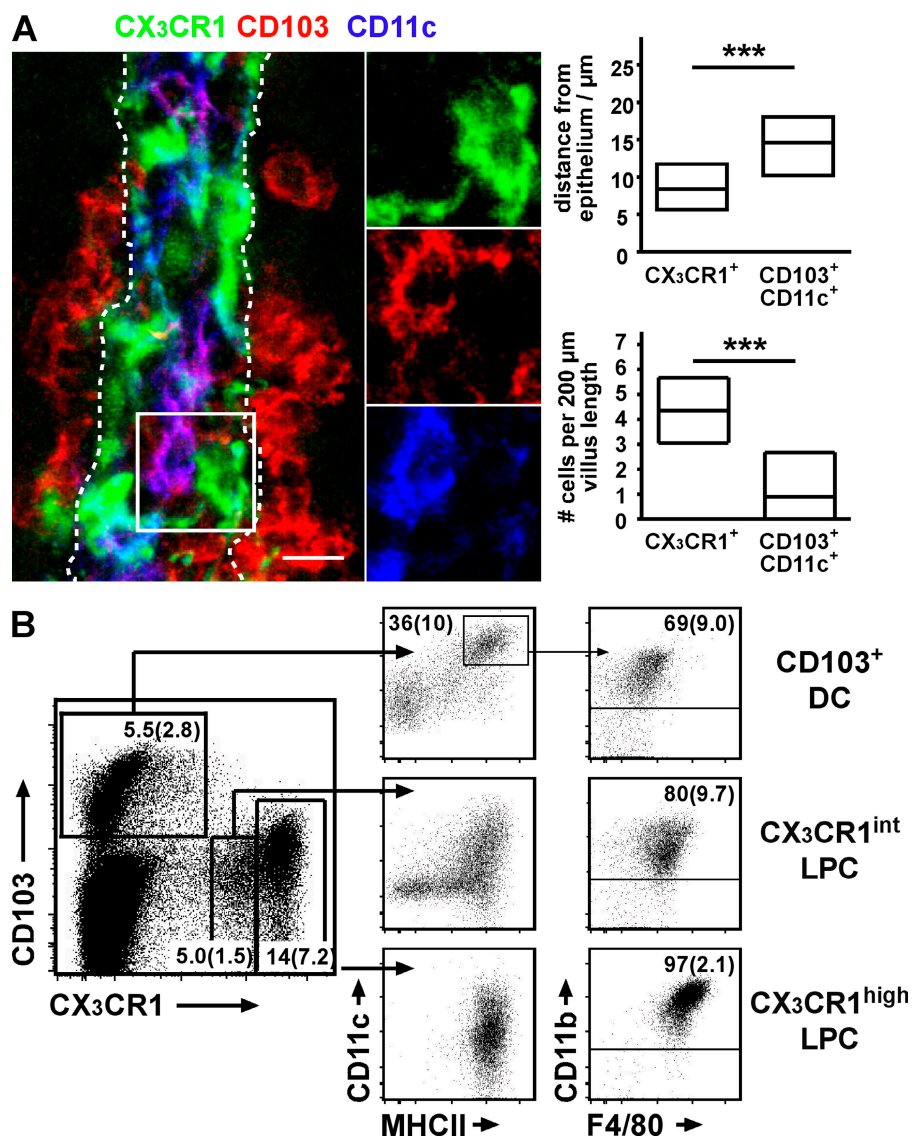 A
CX3CR1 CD103 CD11c
distance from
epithelium / µm
25
20
15
10
5
0
***
CX3CR1+
CD103+
CD11c+
# cells per 200 µm
villus length
7
6
5
4
3
2
1
0
***
CX3CR1+
CD103+
CD11c+
B
5.5(2.8)
5.0(1.5)
14(7.2)
CD103
CX3CR1
36(10)
69(9.0)
CD103+
DC
80(9.7)
CX3CR1int
LPC
97(2.1)
CX3CR1high
LPC
CD11c
MHCII
CD11b
F4/80